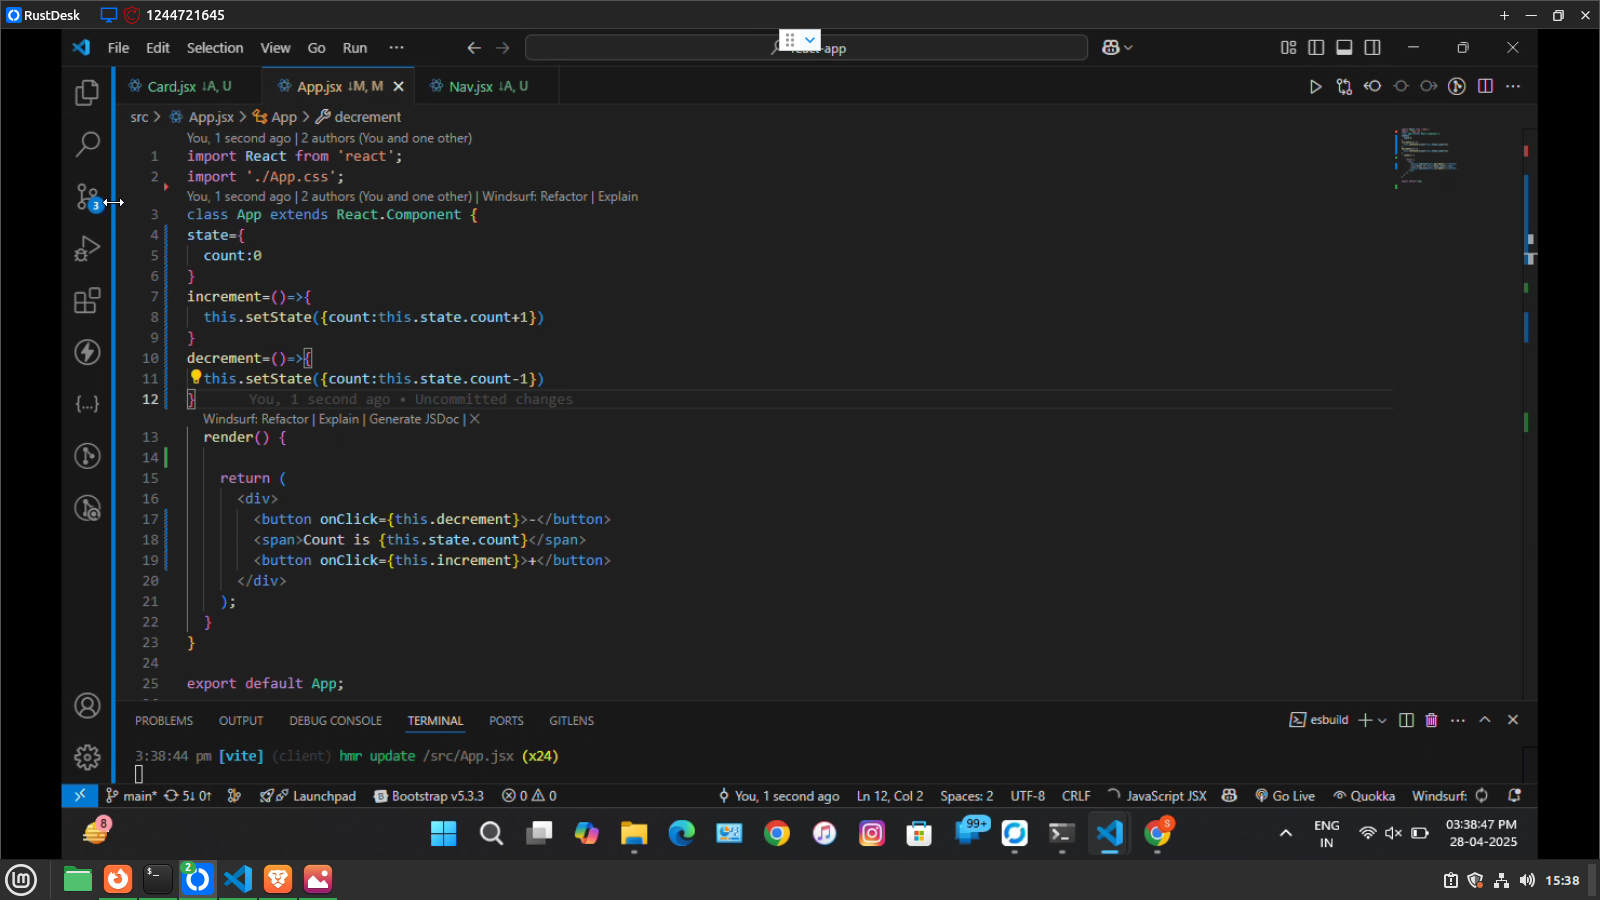 RustDesk 1244721645
File Edit Selection View Go Run ··· react-app
Card.jsx ↓A, U App.jsx ↓M, M Nav.jsx ↓A, U
src > App.jsx > App > decrement
You, 1 second ago | 2 authors (You and one other)
1 import React from 'react';
2 import './App.css';
You, 1 second ago | 2 authors (You and one other) | Windsurf: Refactor | Explain
3 class App extends React.Component {
4 state={
5 count:0
6 }
7 increment=()=>{
8 this.setState({count:this.state.count+1})
9 }
10 decrement=()=>{
11 this.setState({count:this.state.count-1})
12 } You, 1 second ago • Uncommitted changes
Windsurf: Refactor | Explain | Generate JSDoc | ✕
13 render() {
14
15 return (
16 <div>
17 <button onClick={this.decrement}>-</button>
18 <span>Count is {this.state.count}</span>
19 <button onClick={this.increment}>+</button>
20 </div>
21 );
22 }
23 }
24
25 export default App;
3
PROBLEMS OUTPUT DEBUG CONSOLE TERMINAL PORTS GITLENS esbuild
3:38:44 pm [vite] (client) hmr update /src/App.jsx (x24)
main* 5↓ 0↑ Launchpad Bootstrap v5.3.3 0 0 You, 1 second ago Ln 12, Col 2 Spaces: 2 UTF-8 CRLF JavaScript JSX Go Live Quokka Windsurf:
8 99+ S ENG IN 03:38:47 PM 28-04-2025
2 15:38